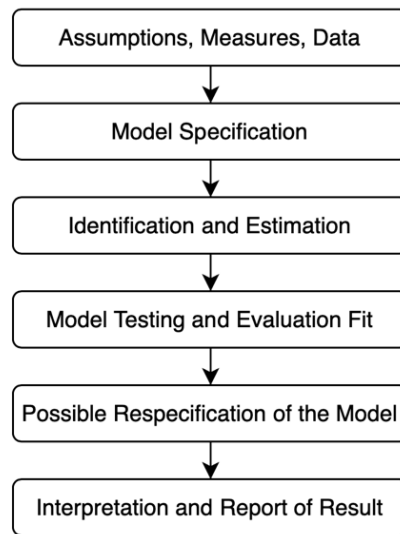 Assumptions, Measures, Data
Model Specification
Identification and Estimation
Model Testing and Evaluation Fit
Possible Respecification of the Model
Interpretation and Report of Result